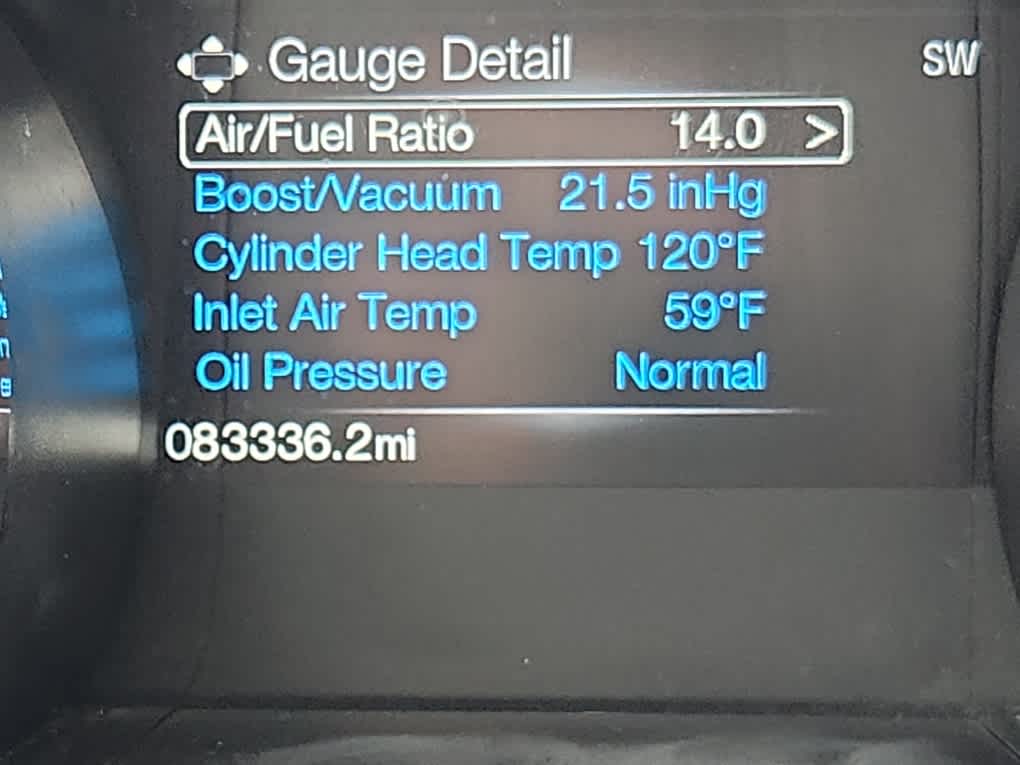 Gauge Detail
SW
Air/Fuel Ratio 14.0 >
Boost/Vacuum 21.5 inHg
Cylinder Head Temp 120°F
Inlet Air Temp 59°F
Oil Pressure Normal
083336.2mi